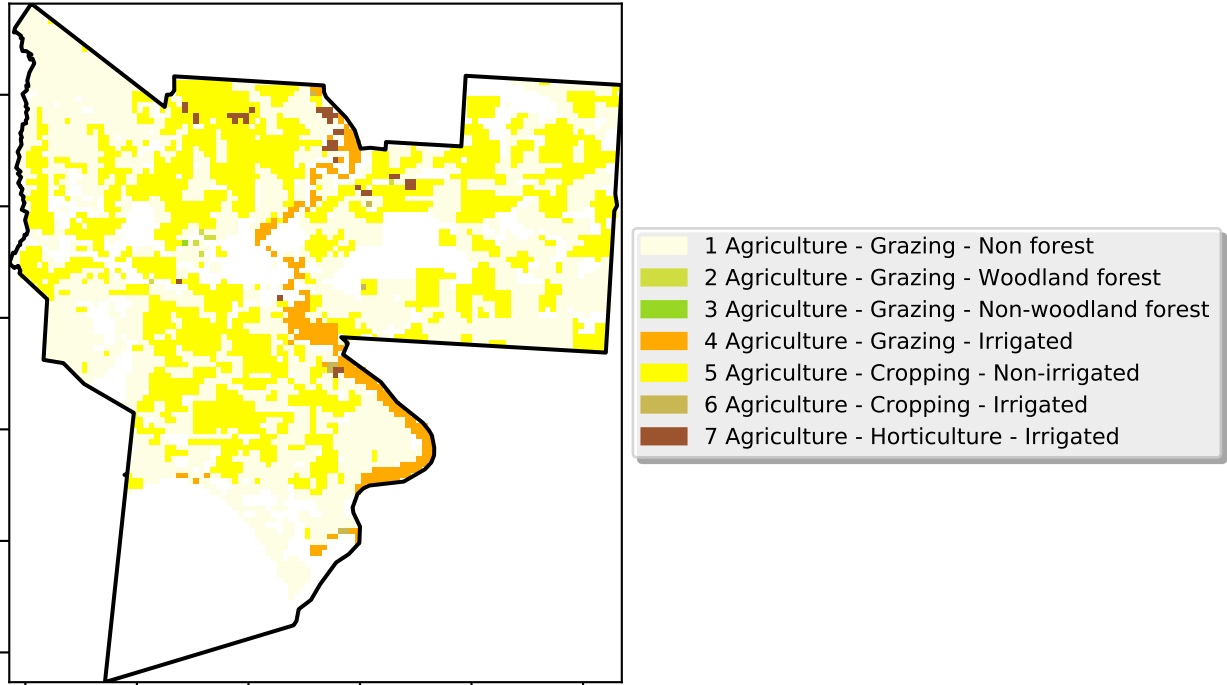 1 Agriculture - Grazing - Non forest
2 Agriculture - Grazing - Woodland forest
3 Agriculture - Grazing - Non-woodland forest
4 Agriculture - Grazing - Irrigated
5 Agriculture - Cropping - Non-irrigated
6 Agriculture - Cropping - Irrigated
7 Agriculture - Horticulture - Irrigated